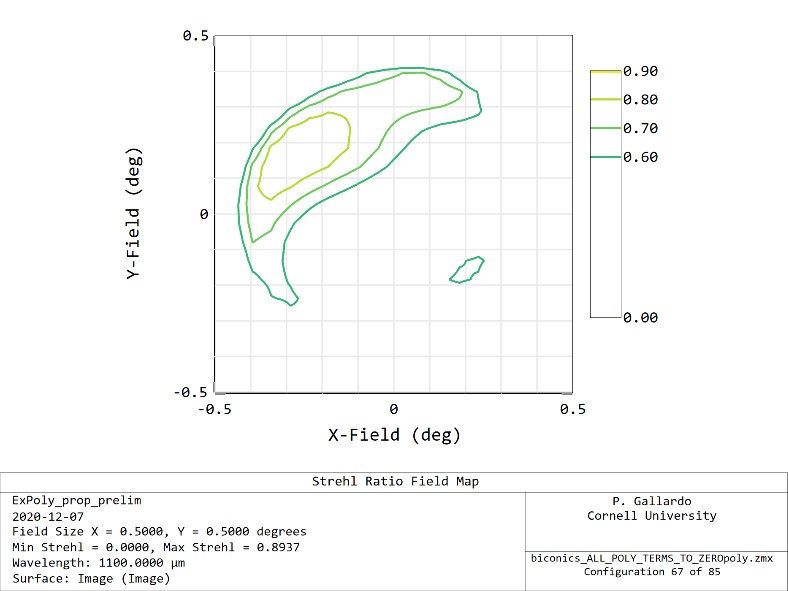 0.5
0
-0.5
-0.5
0
0.5
Y-Field (deg)
X-Field (deg)
0.90
0.80
0.70
0.60
0.00
Strehl Ratio Field Map
ExPoly_prop_prelim
2020-12-07
Field Size X = 0.5000, Y = 0.5000 degrees
Min Strehl = 0.0000, Max Strehl = 0.8937
Wavelength: 1100.0000 µm
Surface: Image (Image)
P. Gallardo
Cornell University
biconics_ALL_POLY_TERMS_TO_ZEROpoly.zmx
Configuration 67 of 85